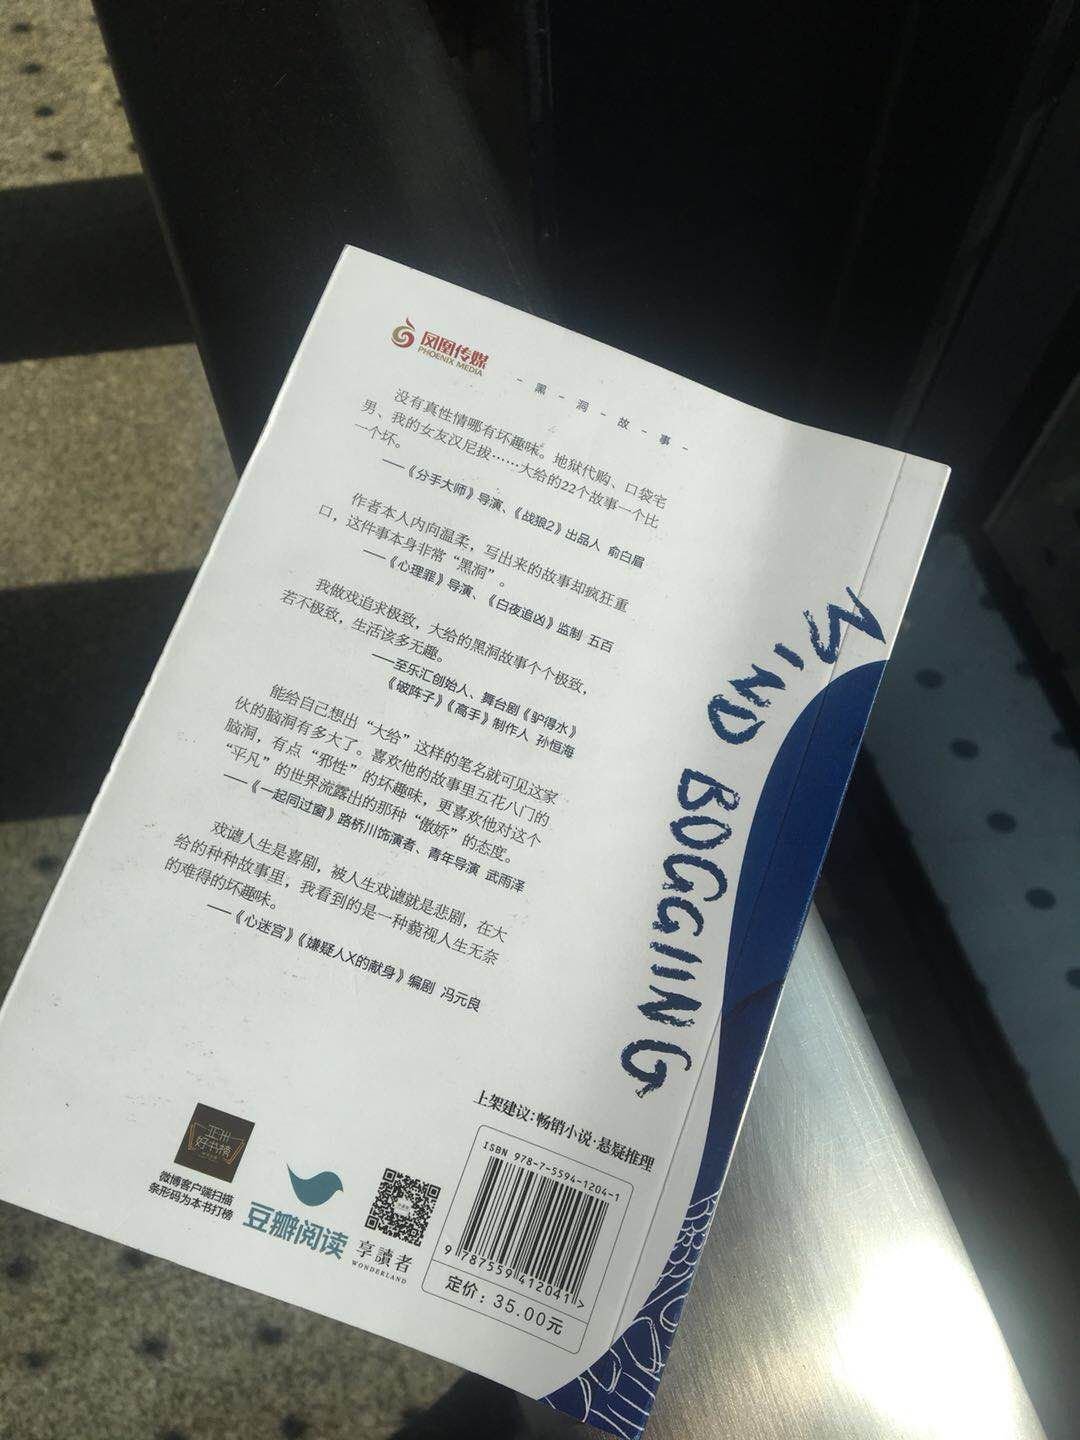 凤凰传媒
PHOENIX MEDIA
-黑-洞-故-事-
没有真性情哪有坏趣味。地狱代购、口袋宅
男、我的女友汉尼拔……大给的22个故事一个比
一个坏。
——《分手大师》导演、《战狼2》出品人 俞白眉
作者本人内向温柔，写出来的故事却疯狂重
口，这件事本身非常“黑洞”。
——《心理罪》导演、《白夜追凶》监制 五百
我做戏追求极致，大给的黑洞故事个个极致，
若不极致，生活该多无趣。
——至乐汇创始人、舞台剧《驴得水》
《破阵子》《高手》制作人 孙恒海
能给自己想出“大给”这样的笔名就可见这家
伙的脑洞有多大了。喜欢他的故事里五花八门的
脑洞，有点“邪性”的坏趣味，更喜欢他对这个
“平凡”的世界流露出的那种“傲娇”的态度。
——《一起同过窗》路桥川饰演者、青年导演 武雨泽
戏谑人生是喜剧，被人生戏谑就是悲剧，在大
给的种种故事里，我看到的是一种藐视人生无奈
的难得的坏趣味。
——《心迷宫》《嫌疑人X的献身》编剧 冯元良
MIND BOGGIING
上架建议：畅销小说·悬疑推理
ISBN 978-7-5594-1204-1
9 787559 412041 >
定价：35.00元
亚洲
好书榜
微博客户端扫描
条形码为本书打榜
豆瓣阅读
享讀者
WONDERLAND